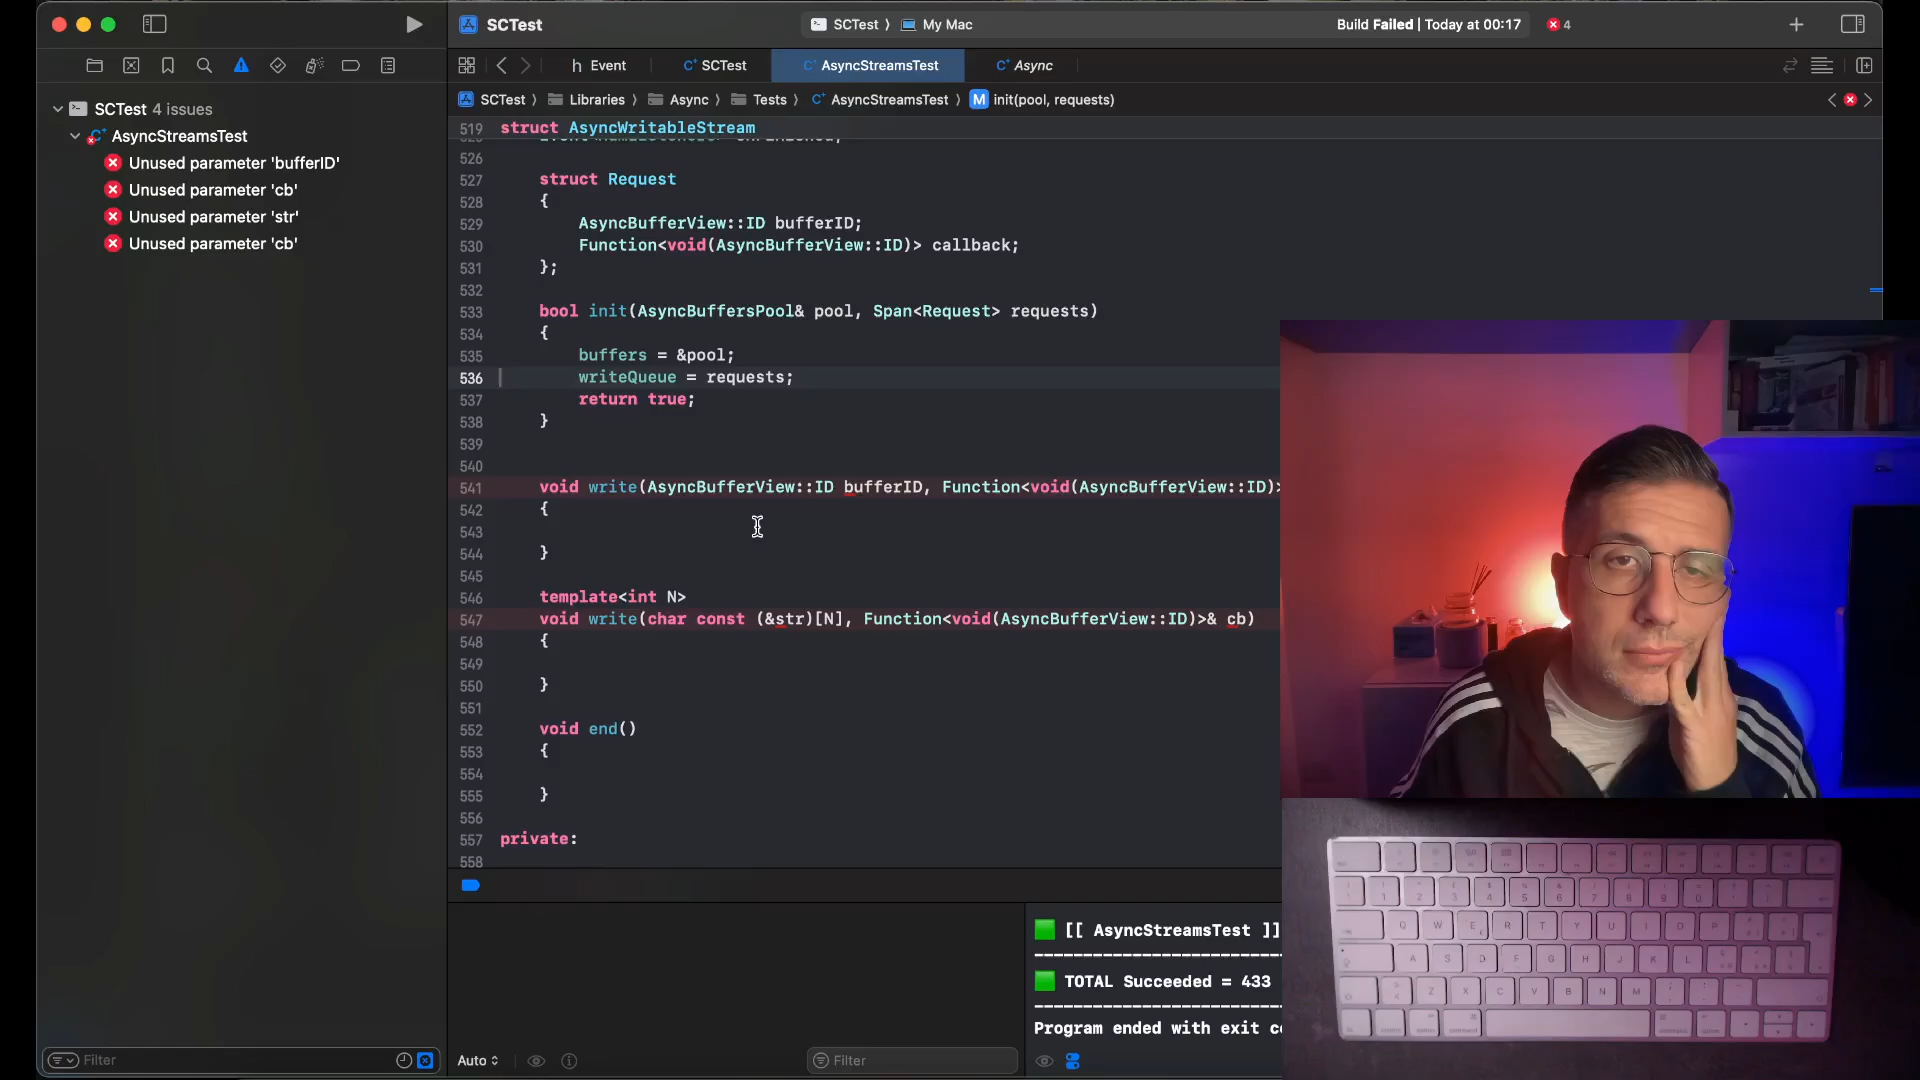 SCTest
SCTest ⟩ My Mac
Build Failed | Today at 00:17
4
Event
SCTest
AsyncStreamsTest
Async
SCTest 4 issues
AsyncStreamsTest
Unused parameter 'bufferID'
Unused parameter 'cb'
Unused parameter 'str'
Unused parameter 'cb'
SCTest ⟩ Libraries ⟩ Async ⟩ Tests ⟩ AsyncStreamsTest ⟩ M init(pool, requests)
519 struct AsyncWritableStream
526
527 struct Request
528 {
529 AsyncBufferView::ID bufferID;
530 Function<void(AsyncBufferView::ID)> callback;
531 };
532
533 bool init(AsyncBuffersPool& pool, Span<Request> requests)
534 {
535 buffers = &pool;
536 writeQueue = requests;
537 return true;
538 }
539
540
541 void write(AsyncBufferView::ID bufferID, Function<void(AsyncBufferView::ID)>
542 {
543
544 }
545
546 template<int N>
547 void write(char const (&str)[N], Function<void(AsyncBufferView::ID)>& cb)
548 {
549
550 }
551
552 void end()
553 {
554
555 }
556
557 private:
558
[[ AsyncStreamsTest ]]
TOTAL Succeeded = 433
Program ended with exit
Filter
Auto
Filter